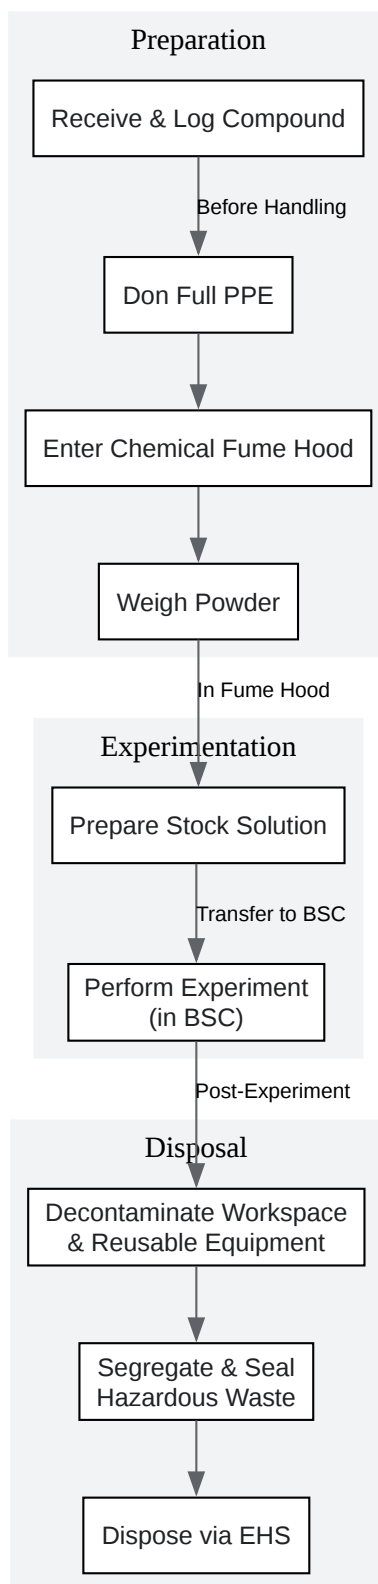 Preparation
Receive & Log Compound
Before Handling
Don Full PPE
Enter Chemical Fume Hood
Weigh Powder
In Fume Hood
Experimentation
Prepare Stock Solution
Transfer to BSC
Perform Experiment
(in BSC)
Post-Experiment
Disposal
Decontaminate Workspace
& Reusable Equipment
Segregate & Seal
Hazardous Waste
Dispose via EHS